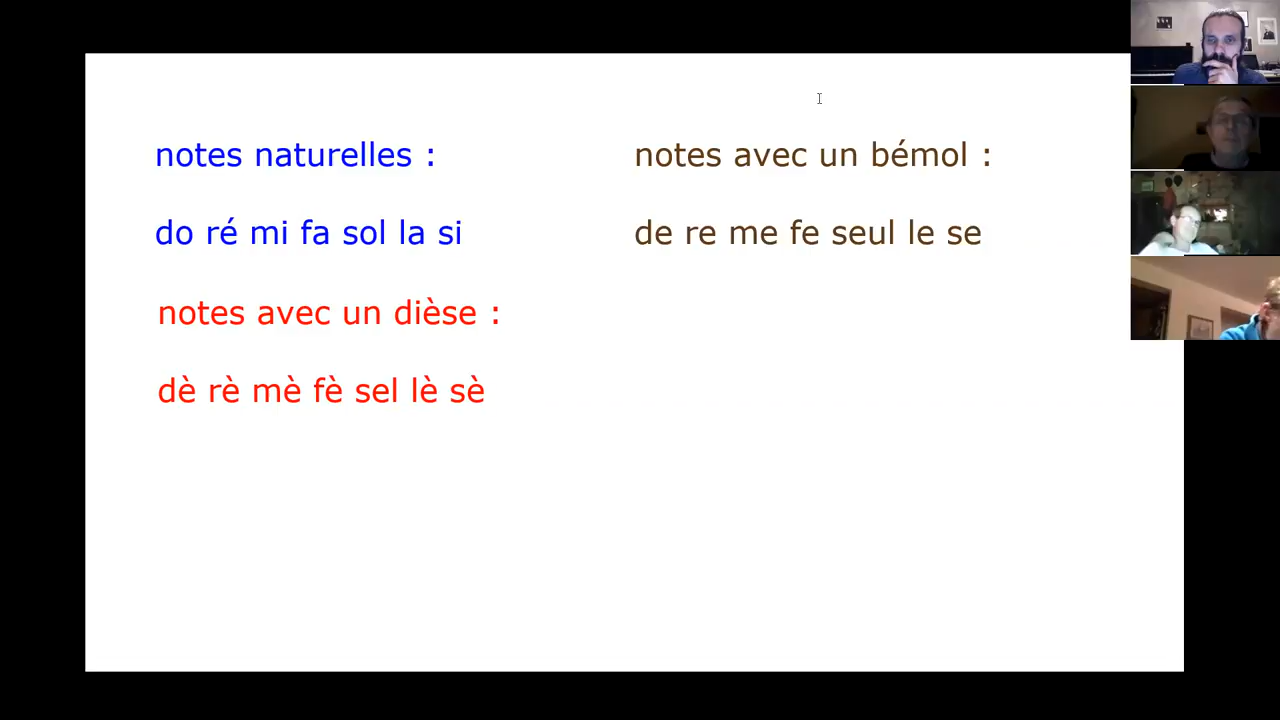 notes naturelles :
do ré mi fa sol la si
notes avec un dièse :
dè rè mè fè sel lè sè
notes avec un bémol :
de re me fe seul le se